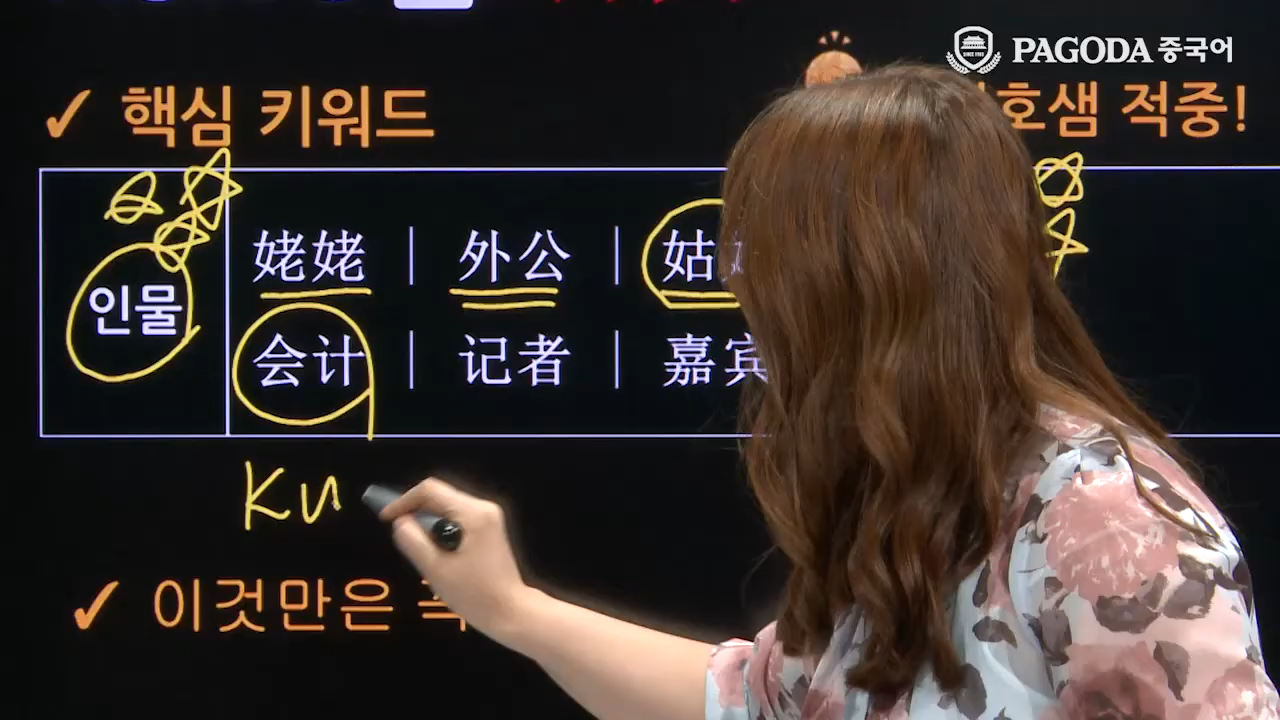 PAGODA 중국어
✓ 핵심 키워드
호샘 적중!
인물
姥姥 | 外公 | 姑
会计 | 记者 | 嘉宾
Ku
✓ 이것만은